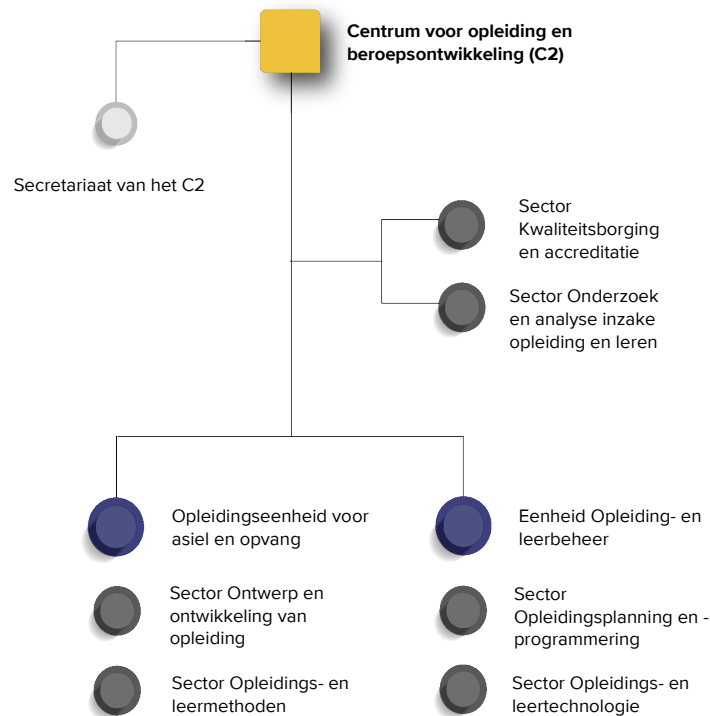 Centrum voor opleiding en
beroepsontwikkeling (C2)
Secretariaat van het C2
Sector
Kwaliteitsborging
en accreditatie
Sector Onderzoek
en analyse inzake
opleiding en leren
Opleidingseenheid voor
asiel en opvang
Eenheid Opleiding- en
leerbeheer
Sector Ontwerp en
ontwikkeling van
opleiding
Sector
Opleidingsplanning en -
programmering
Sector Opleidings- en
leermethoden
Sector Opleidings- en
leertechnologie